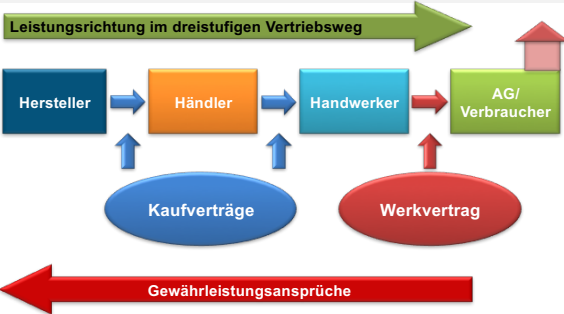 Leistungsrichtung im dreistufigen Vertriebsweg
Hersteller
Händler
Handwerker
AG/
Verbraucher
Kaufverträge
Werkvertrag
Gewährleistungsansprüche